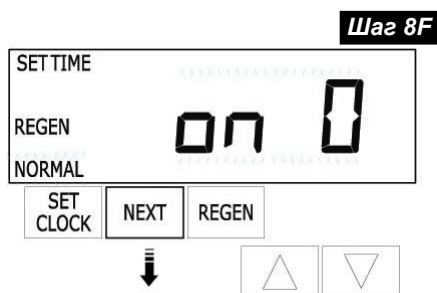 Шаг 8F
SET TIME
REGEN
on 0
NORMAL
SET
CLOCK
NEXT
REGEN